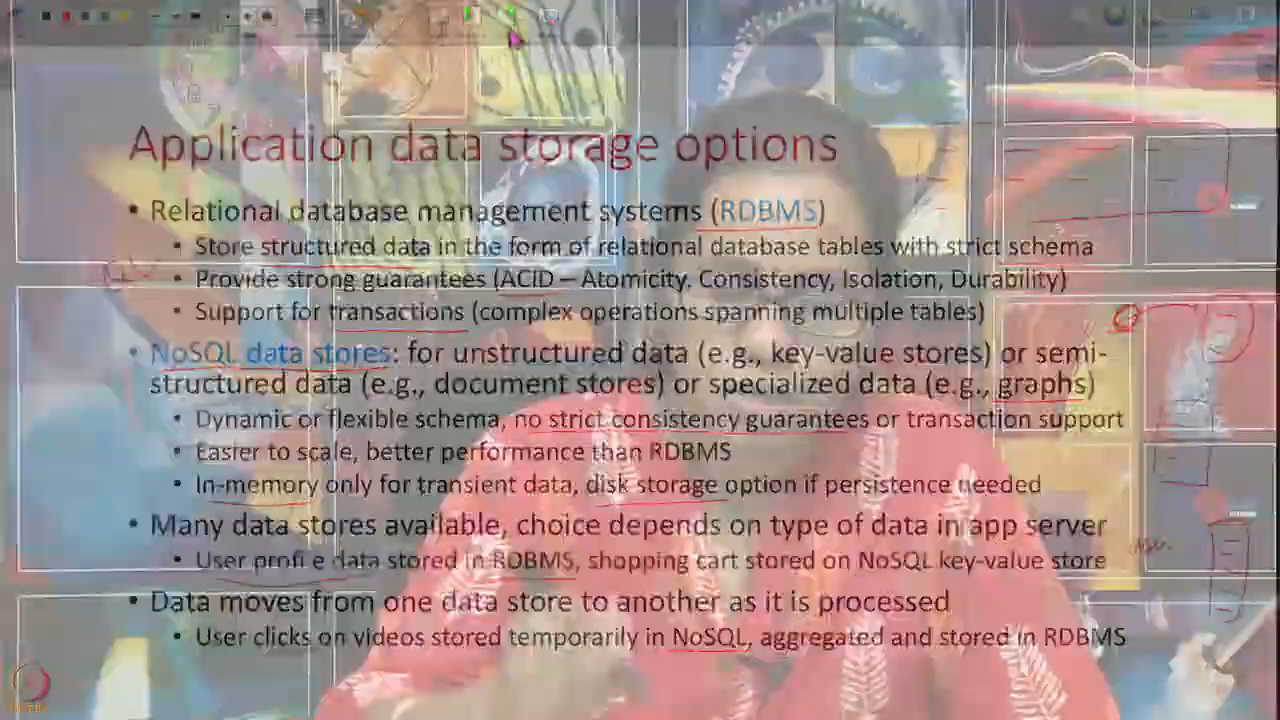 Application data storage options
• Relational database management systems (RDBMS)
• Store structured data in the form of relational database tables with strict schema
• Provide strong guarantees (ACID – Atomicity. Consistency, Isolation, Durability)
• Support for transactions (complex operations spanning multiple tables)
• NoSQL data stores: for unstructured data (e.g., key-value stores) or semi-
structured data (e.g., document stores) or specialized data (e.g., graphs)
• Dynamic or flexible schema, no strict consistency guarantees or transaction support
• Easier to scale, better performance than RDBMS
• In-memory only for transient data, disk storage option if persistence needed
• Many data stores available, choice depends on type of data in app server
• User profi e data stored in RDBMS, shopping cart stored on NoSQL key-value store
• Data moves from one data store to another as it is processed
• User clicks on videos stored temporarily in NoSQL, aggregated and stored in RDBMS